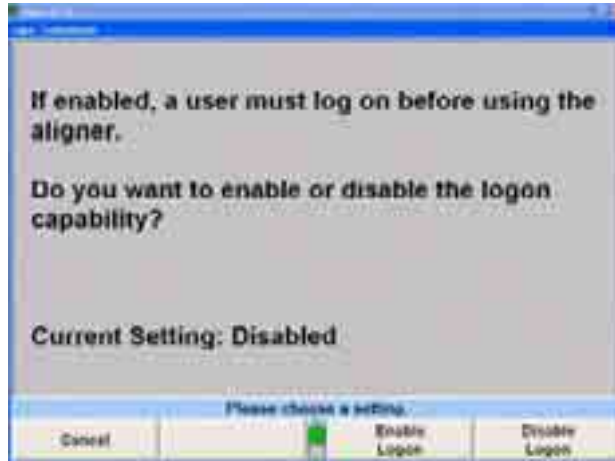 If enabled, a user must log on before using the
aligner.
Do you want to enable or disable the logon
capability?
Current Setting: Disabled
Please choose a setting.
Cancel
Enable
Logon
Disable
Logon